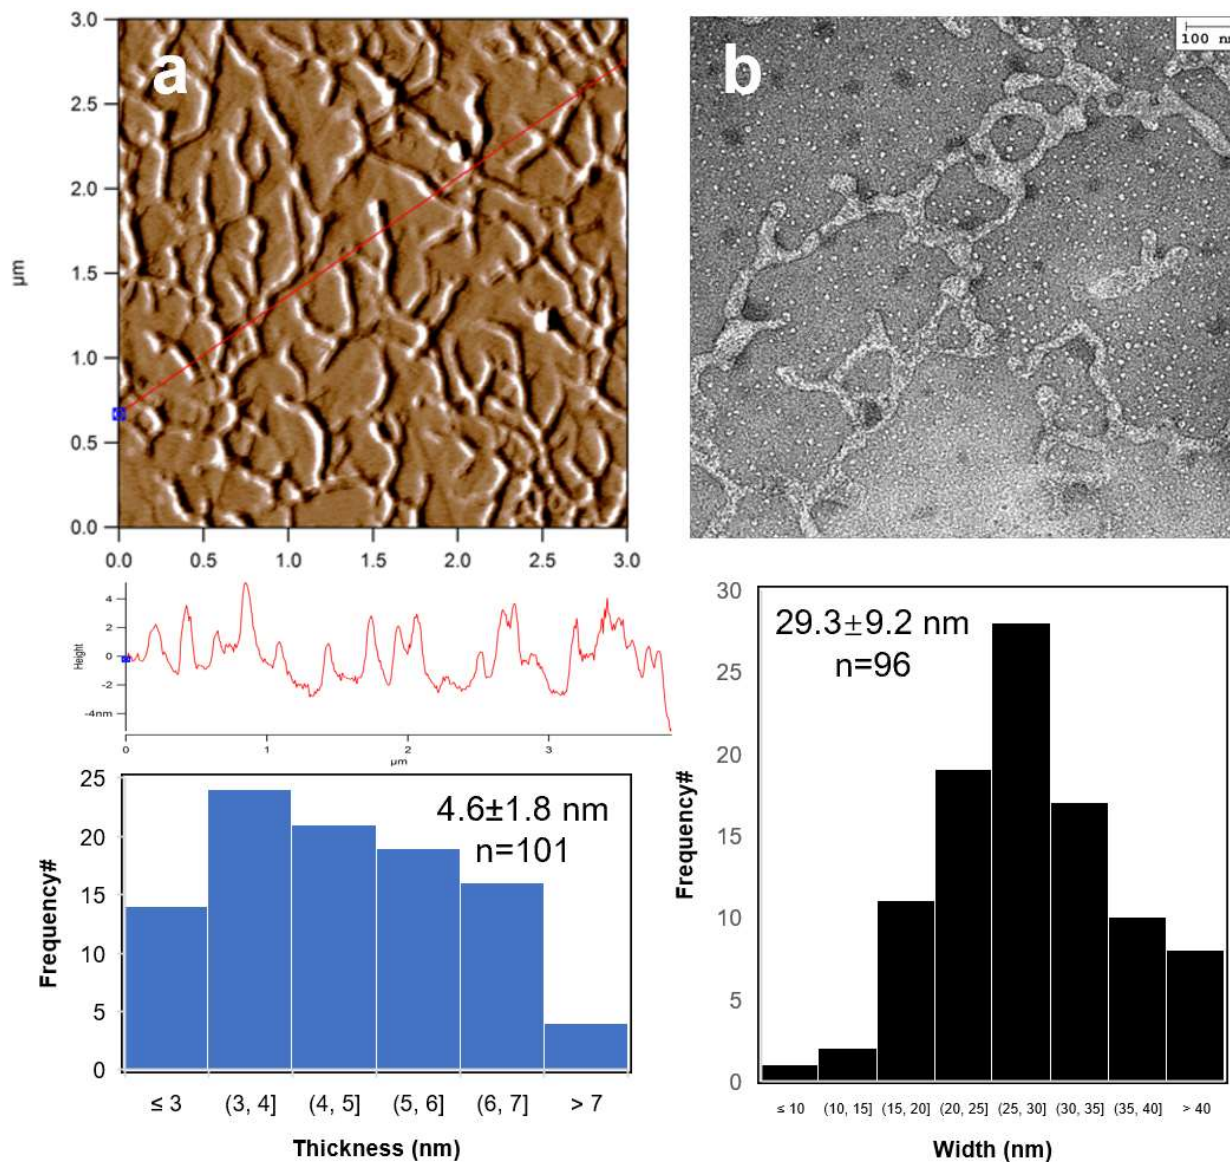 a
3.0
2.5
2.0
1.5
1.0
0.5
0.0
µm
0.0 0.5 1.0 1.5 2.0 2.5 3.0
b
100 nm
4
2
0
-2
-4nm
Height
0 1 2 3
µm
25
20
15
10
5
0
Frequency#
4.6±1.8 nm
n=101
≤ 3 (3, 4] (4, 5] (5, 6] (6, 7] > 7
Thickness (nm)
30
25
20
15
10
5
0
Frequency#
29.3±9.2 nm
n=96
≤ 10 (10, 15] (15, 20] (20, 25] (25, 30] (30, 35] (35, 40] > 40
Width (nm)